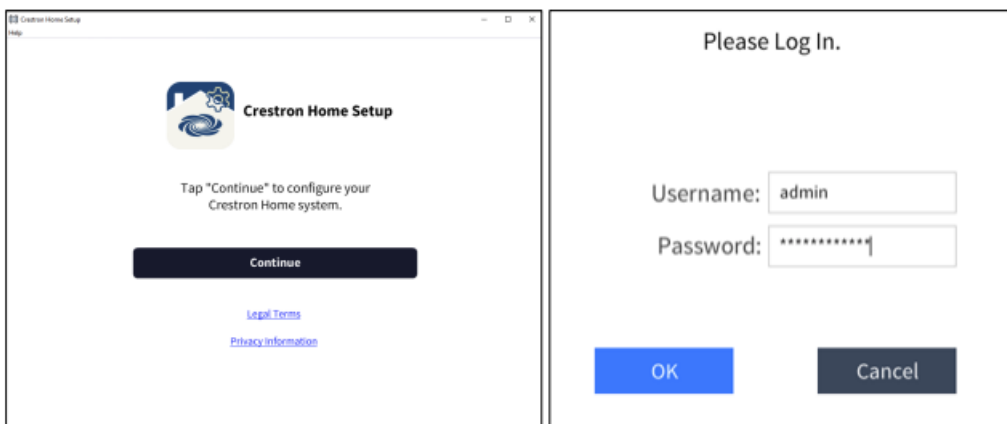 Crestron Home Setup
Help
Crestron Home Setup
Tap "Continue" to configure your
Crestron Home system.
Continue
Legal Terms
Privacy Information
Please Log In.
Username: admin
Password: ************
OK
Cancel